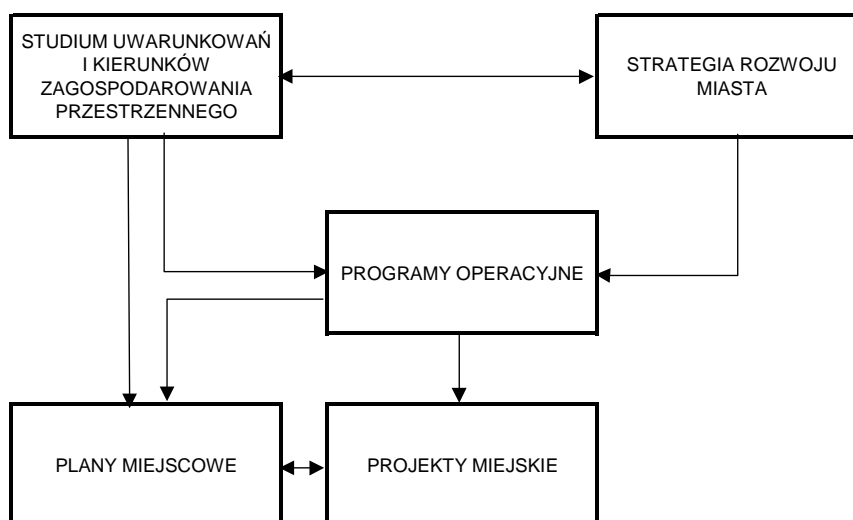 STUDIUM UWARUNKOWAŃ
I KIERUNKÓW
ZAGOSPODAROWANIA
PRZESTRZENNEGO
STRATEGIA ROZWOJU
MIASTA
PROGRAMY OPERACYJNE
PLANY MIEJSCOWE
PROJEKTY MIEJSKIE